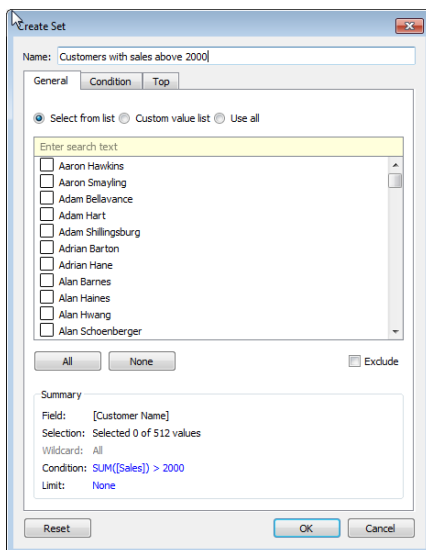 Create Set
Name: Customers with sales above 2000
General Condition Top
Select from list Custom value list Use all
Enter search text
Aaron Hawkins
Aaron Smayling
Adam Bellavance
Adam Hart
Adam Shillingsburg
Adrian Barton
Adrian Hane
Alan Barnes
Alan Haines
Alan Hwang
Alan Schoenberger
All None Exclude
Summary
Field: [Customer Name]
Selection: Selected 0 of 512 values
Wildcard: All
Condition: SUM([Sales]) > 2000
Limit: None
Reset OK Cancel